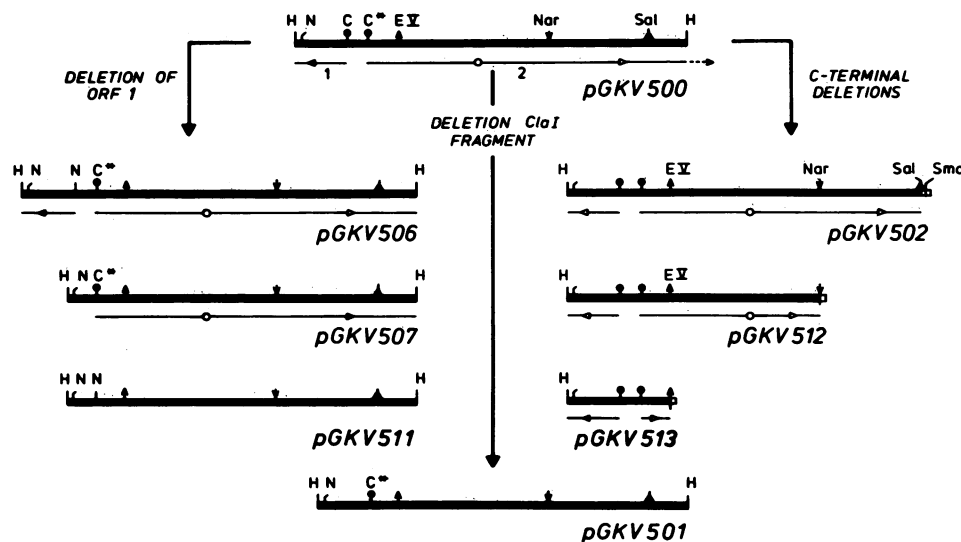 H N C C** E V Nar Sal H
1 2
pGKV500
DELETION OF
ORF 1
DELETION ClaI
FRAGMENT
C-TERMINAL
DELETIONS
H N N C** H
pGKV506
H E V Nar Sal Sma
pGKV502
H N C** H
pGKV507
H E V
pGKV512
H N N H
pGKV511
H
pGKV513
H N C** H
pGKV501